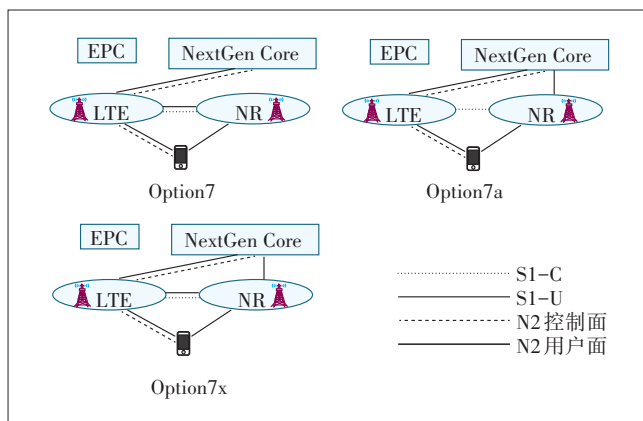 EPC
NextGen Core
LTE
NR
Option7
EPC
NextGen Core
LTE
NR
Option7a
EPC
NextGen Core
LTE
NR
Option7x
S1-C
S1-U
N2控制面
N2用户面